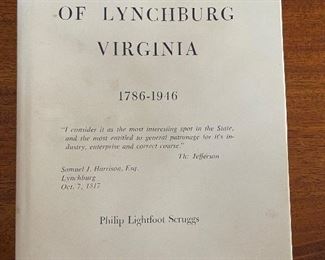 OF LYNCHBURG
VIRGINIA
1786-1946
"I consider it as the most interesting spot in the State,
and the most entitled to general patronage for it's in-
dustry, enterprise and correct course."
Th: Jefferson
Samuel J. Harrison, Esq.
Lynchburg
Oct. 7, 1817
Philip Lightfoot Scruggs